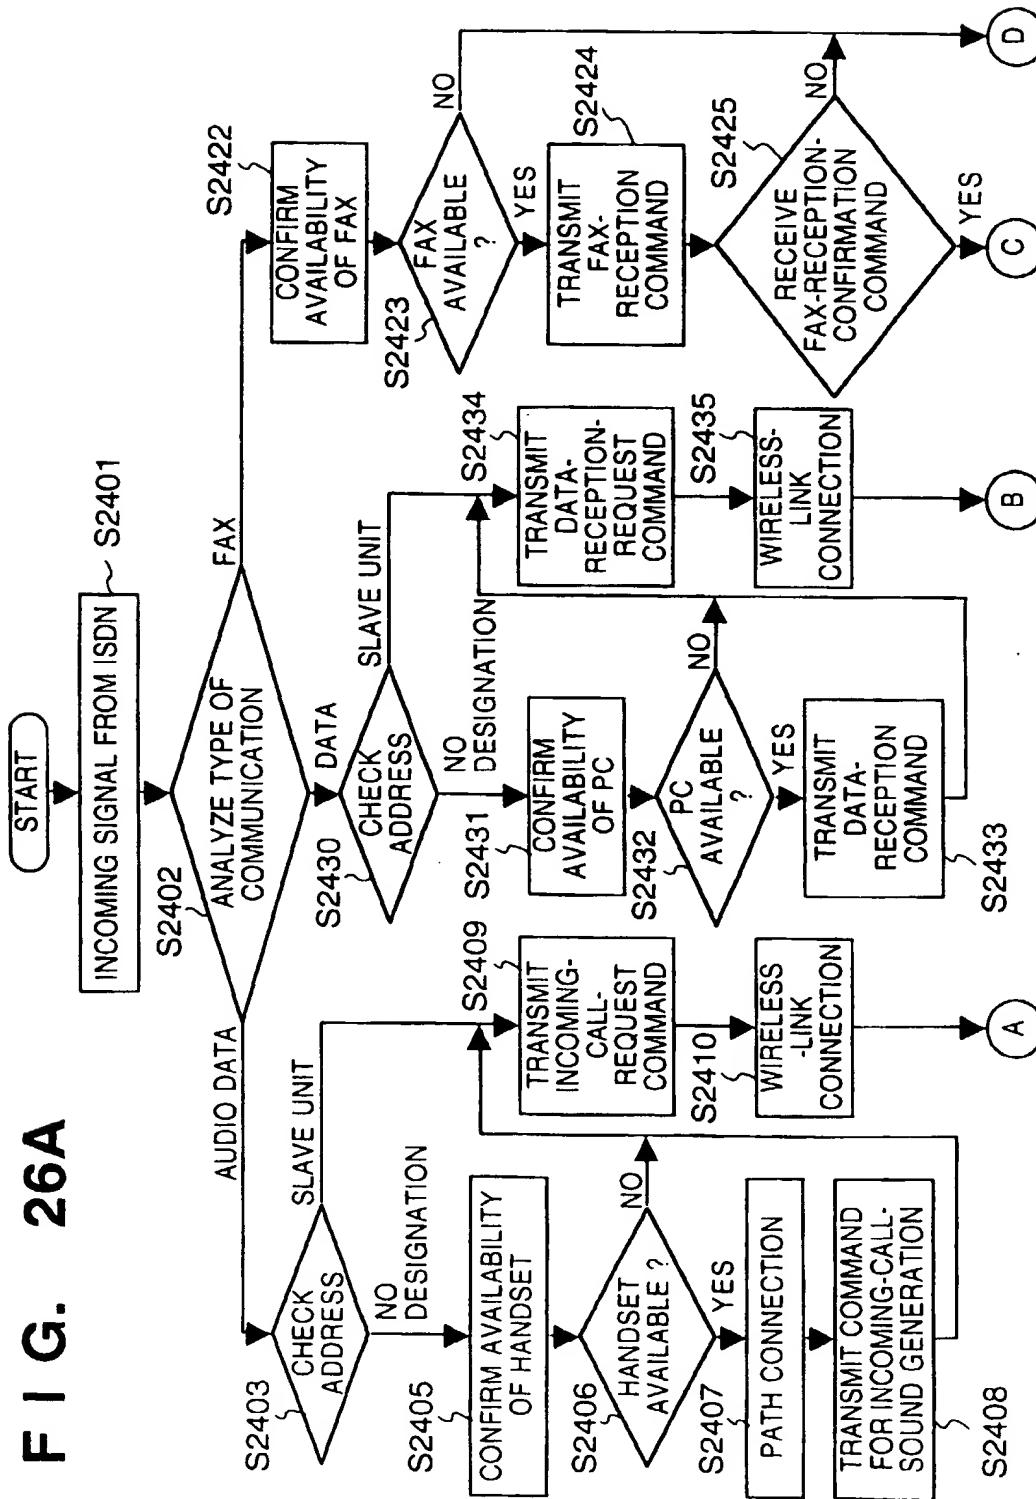 FIG. 26A
START
INCOMING SIGNAL FROM ISDN
S2401
S2402
ANALYZE TYPE OF
COMMUNICATION
AUDIO DATA
DATA
FAX
S2403
CHECK
ADDRESS
SLAVE UNIT
NO
DESIGNATION
S2405
CONFIRM AVAILABILITY
OF HANDSET
S2406
HANDSET
AVAILABLE ?
NO
YES
S2407
PATH CONNECTION
TRANSMIT COMMAND
FOR INCOMING-CALL-
SOUND GENERATION
S2408
S2409
TRANSMIT
INCOMING-
CALL-
REQUEST
COMMAND
S2410
WIRELESS
-LINK
CONNECTION
A
S2430
CHECK
ADDRESS
SLAVE UNIT
NO
DESIGNATION
S2431
CONFIRM
AVAILABILITY
OF PC
S2432
PC
AVAILABLE
?
NO
YES
TRANSMIT
DATA-
RECEPTION
COMMAND
S2433
S2434
TRANSMIT
DATA-
RECEPTION-
REQUEST
COMMAND
S2435
WIRELESS-
LINK
CONNECTION
B
S2422
CONFIRM
AVAILABILITY
OF FAX
S2423
FAX
AVAILABLE
?
NO
YES
S2424
TRANSMIT
FAX-
RECEPTION
COMMAND
S2425
RECEIVE
FAX-RECEPTION-
CONFIRMATION
COMMAND
NO
YES
C
D